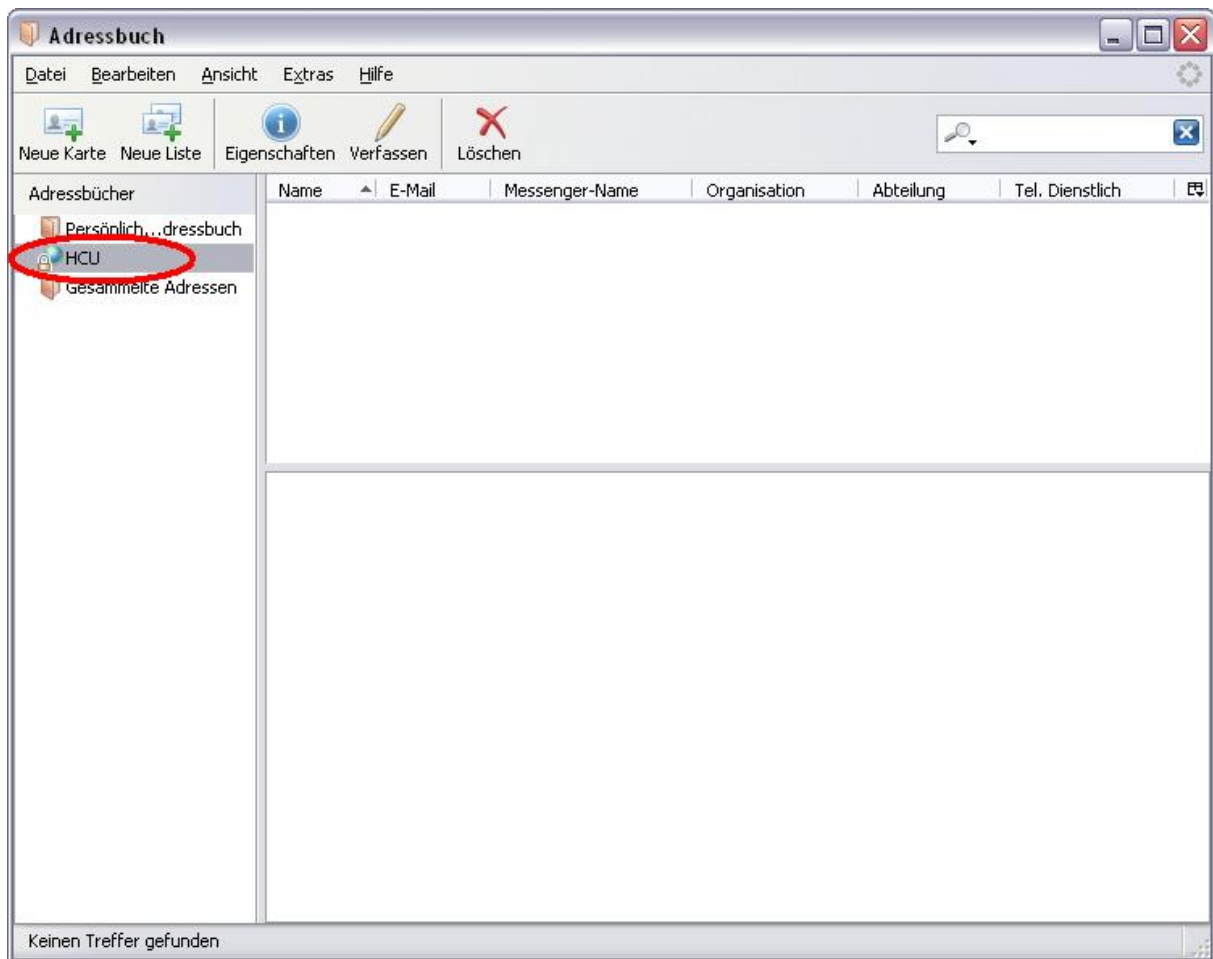 Adressbuch
Datei Bearbeiten Ansicht Extras Hilfe
Neue Karte Neue Liste Eigenschaften Verfassen Löschen
Adressbücher Name E-Mail Messenger-Name Organisation Abteilung Tel. Dienstlich
Persönlich...dressbuch
HCU
Gesammelte Adressen
Keinen Treffer gefunden